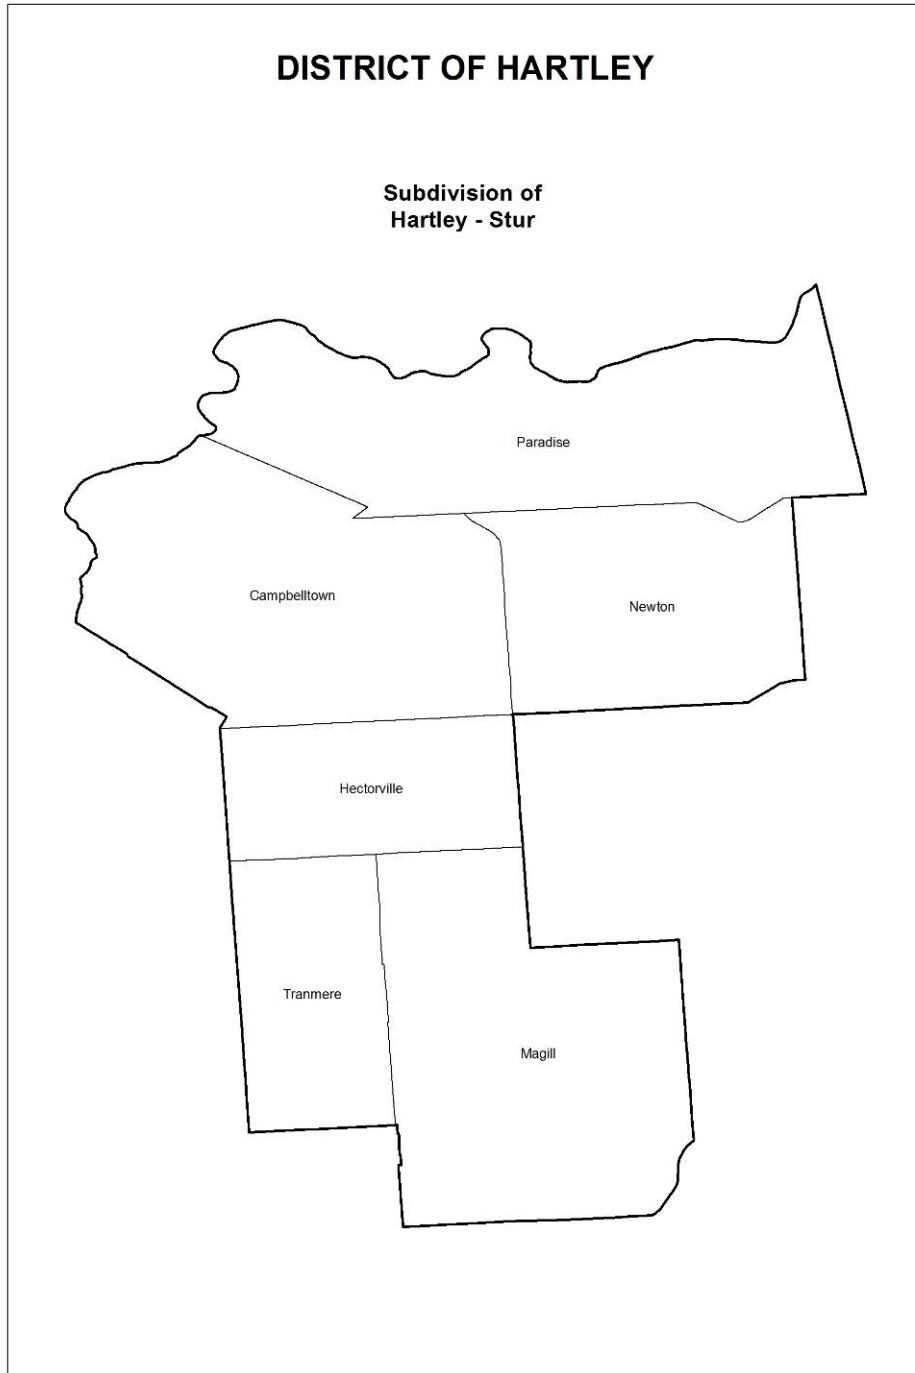 DISTRICT OF HARTLEY
Subdivision of
Hartley - Stur
Paradise
Campbelltown
Newton
Hectorville
Tranmere
Magill